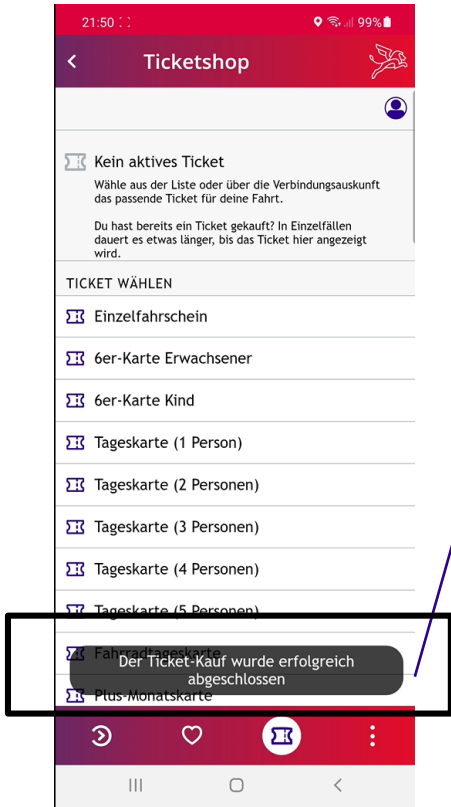 21:50
99%
Ticketshop
Kein aktives Ticket
Wähle aus der Liste oder über die Verbindungsauskunft
das passende Ticket für deine Fahrt.
Du hast bereits ein Ticket gekauft? In Einzelfällen
dauert es etwas länger, bis das Ticket hier angezeigt
wird.
TICKET WÄHLEN
Einzelfahrschein
6er-Karte Erwachsener
6er-Karte Kind
Tageskarte (1 Person)
Tageskarte (2 Personen)
Tageskarte (3 Personen)
Tageskarte (4 Personen)
Tageskarte (5 Personen)
Fahrradtageskarte
Der Ticket-Kauf wurde erfolgreich
abgeschlossen
Plus-Monatskarte